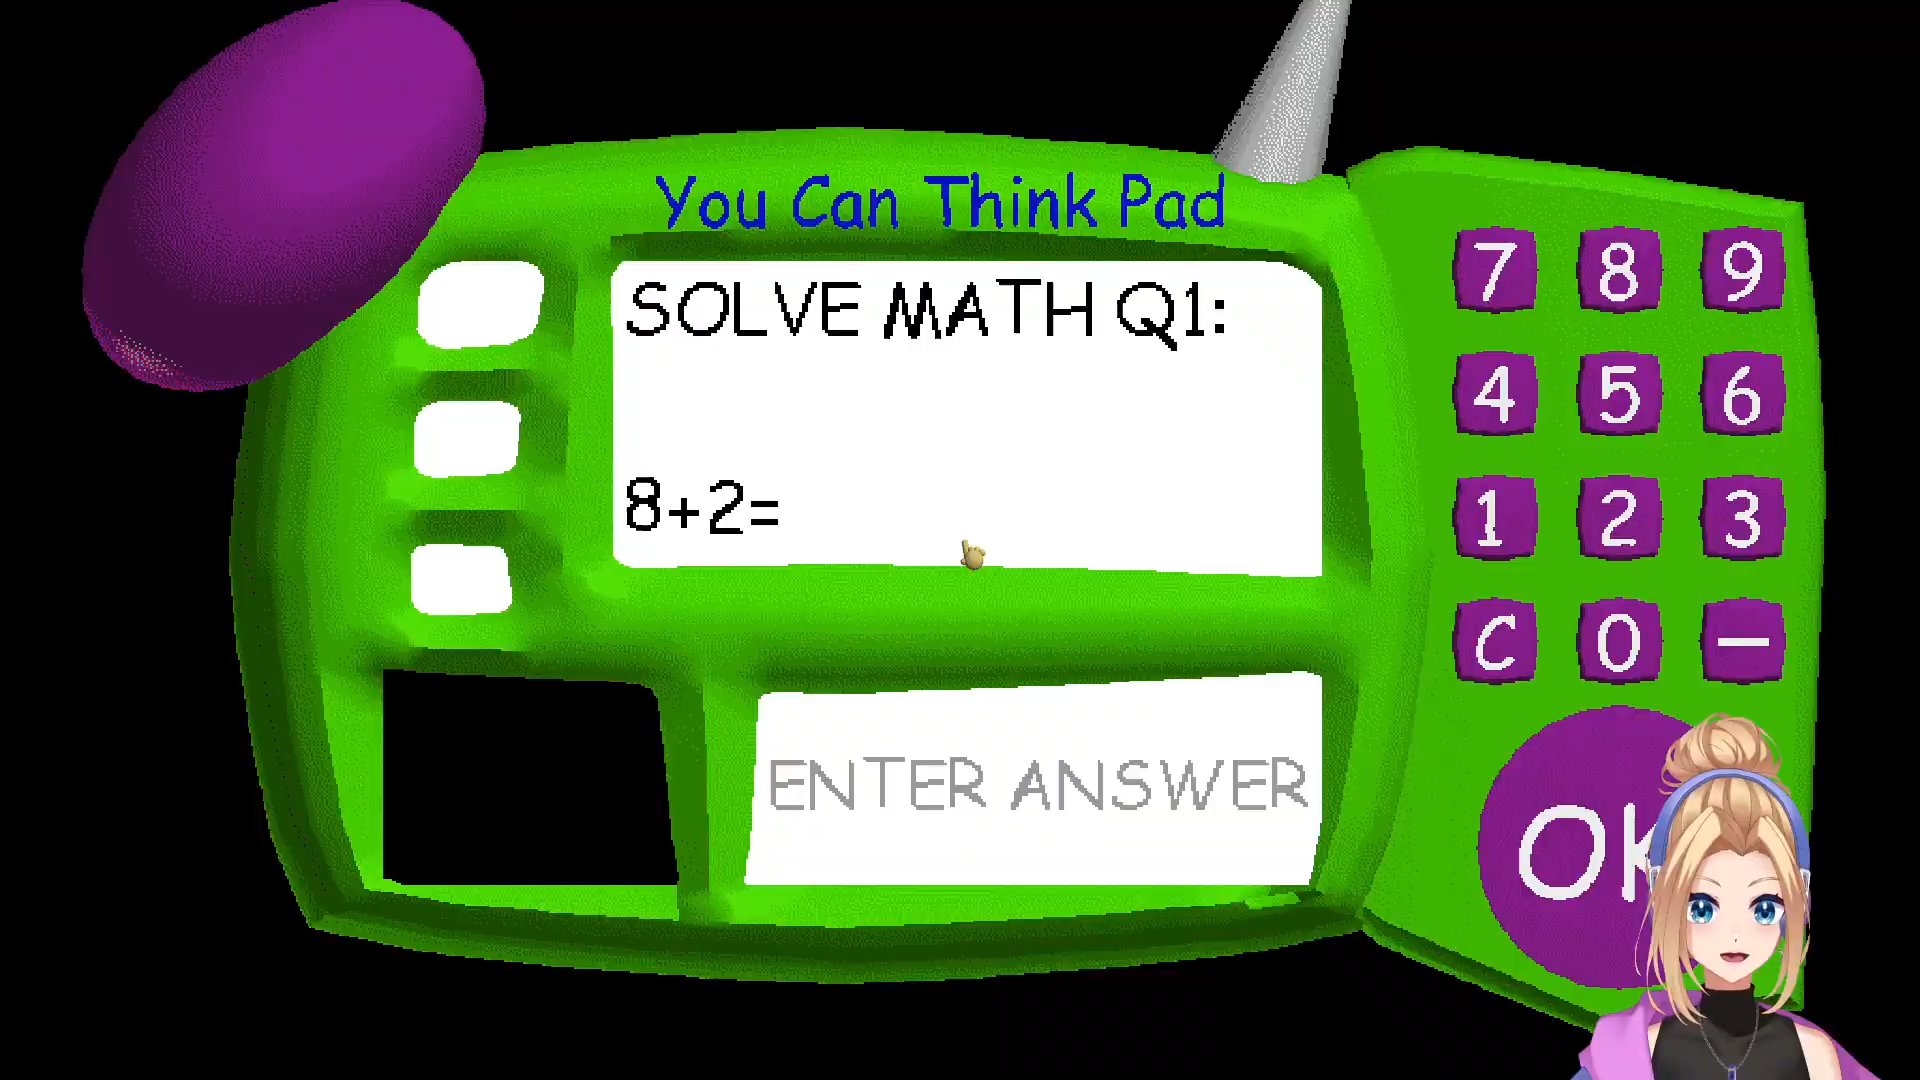 You Can Think Pad
SOLVE MATH Q1:
8+2=
ENTER ANSWER
7 8 9
4 5 6
1 2 3
C 0 −
OK